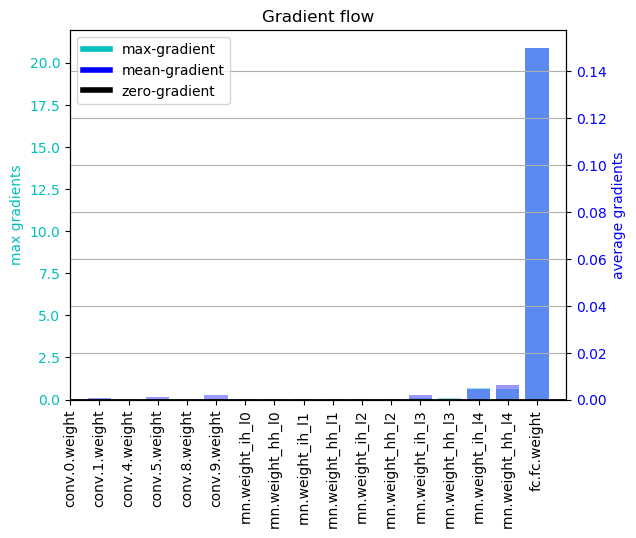 Gradient flow
max-gradient
mean-gradient
zero-gradient
max gradients
20.0
17.5
15.0
12.5
10.0
7.5
5.0
2.5
0.0
0.14
0.12
0.10
0.08
0.06
0.04
0.02
0.00
average gradients
conv.0.weight
conv.1.weight
conv.4.weight
conv.5.weight
conv.8.weight
conv.9.weight
rnn.weight_ih_l0
rnn.weight_hh_l0
rnn.weight_ih_l1
rnn.weight_hh_l1
rnn.weight_ih_l2
rnn.weight_hh_l2
rnn.weight_ih_l3
rnn.weight_hh_l3
rnn.weight_ih_l4
rnn.weight_hh_l4
fc.fc.weight